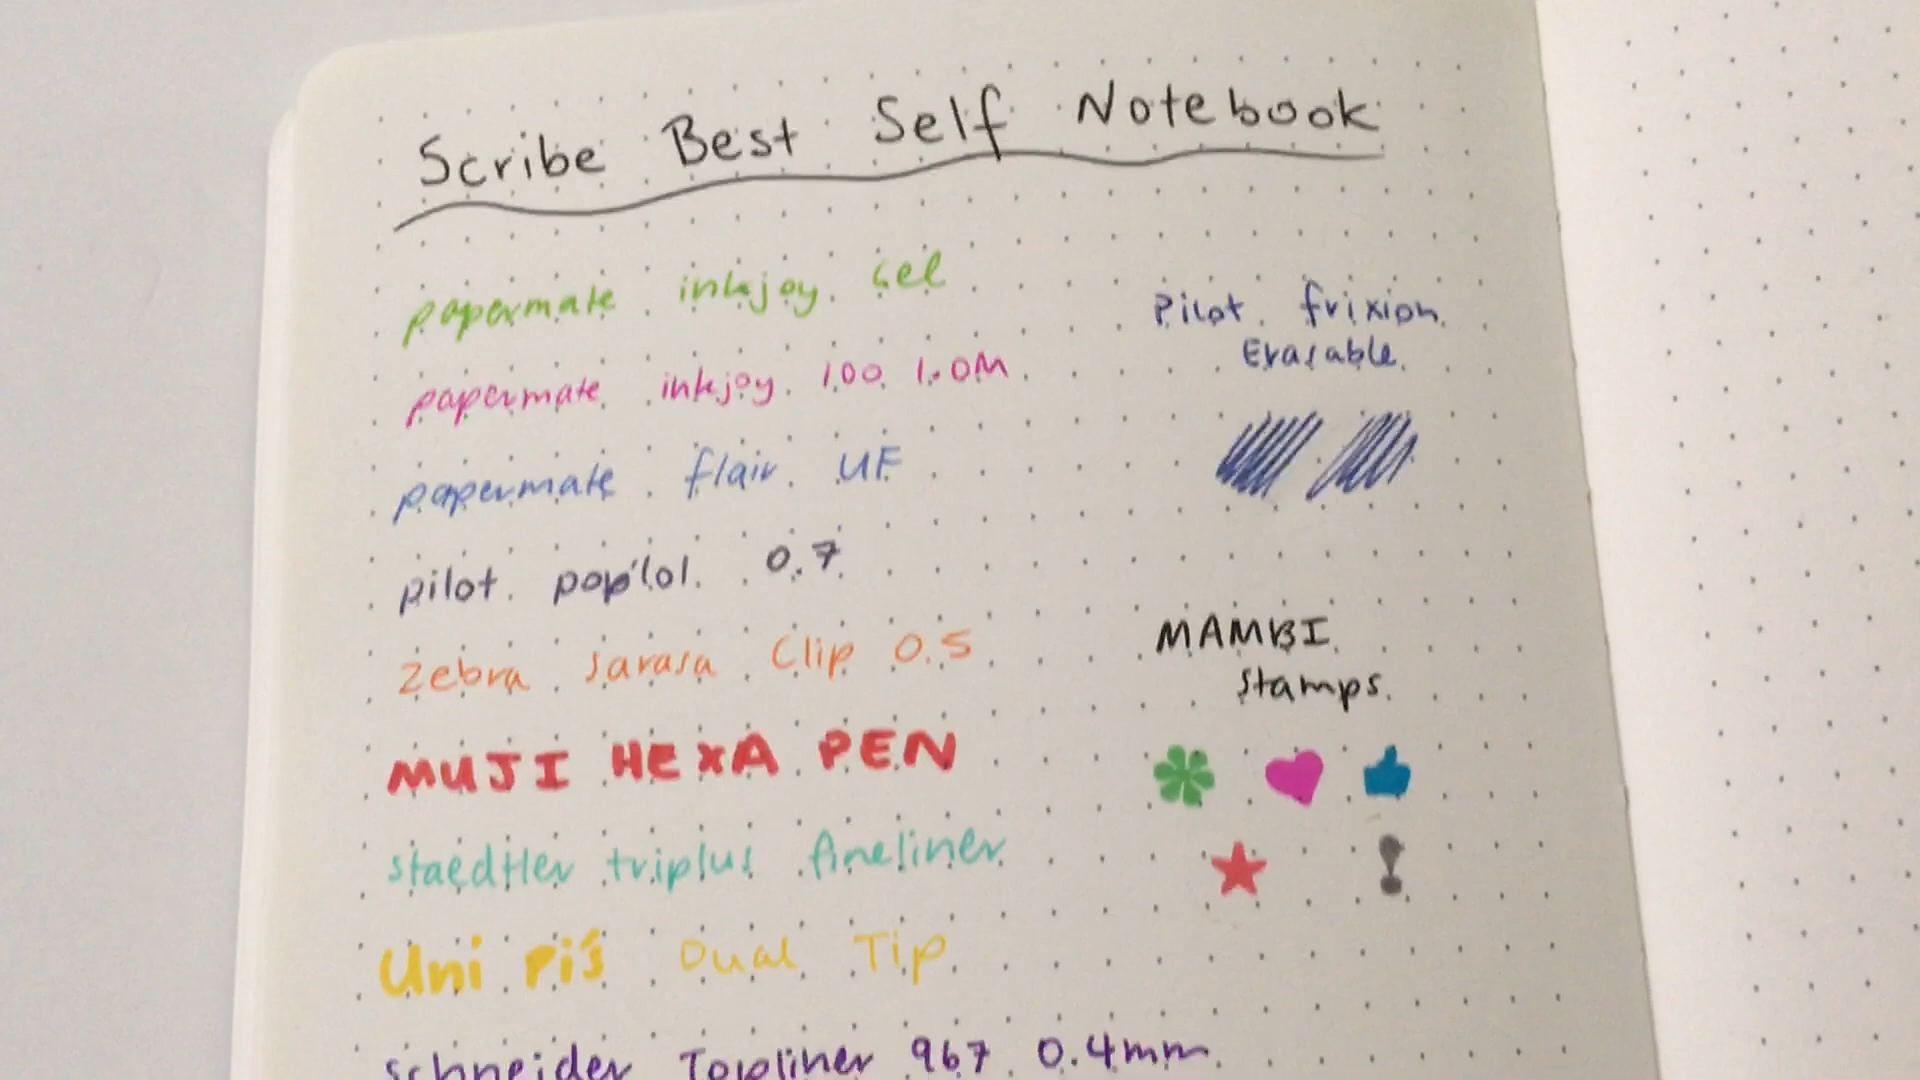 Scribe Best Self Notebook
papermate inkjoy Gel
papermate inkjoy 100 1.0M
papermate flair UF
pilot pop'lol 0.7
Zebra Sarasa Clip 0.5
MUJI HEXA PEN
staedtler triplus fineliner
Uni Pis Dual Tip
Schneider Topliner 967 0.4mm
Pilot frixion
Erasable
MAMBI
Stamps